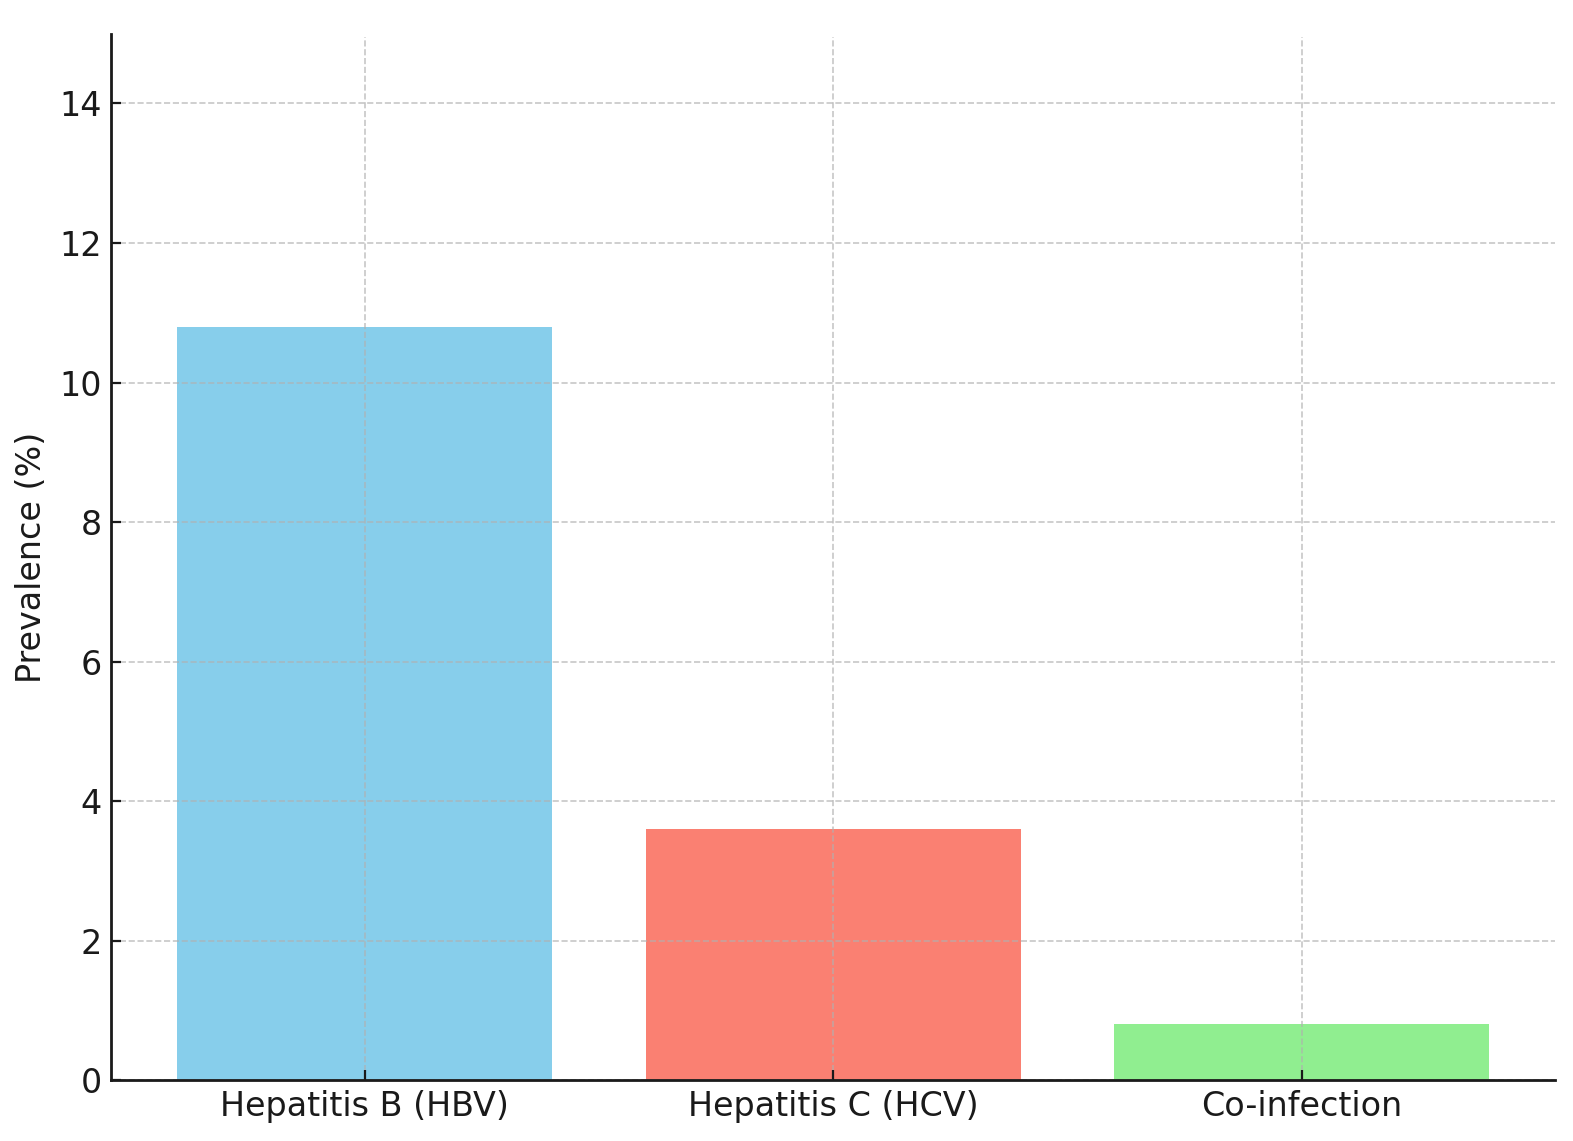 14
12
10
8
6
4
2
0
Prevalence (%)
Hepatitis B (HBV)
Hepatitis C (HCV)
Co-infection